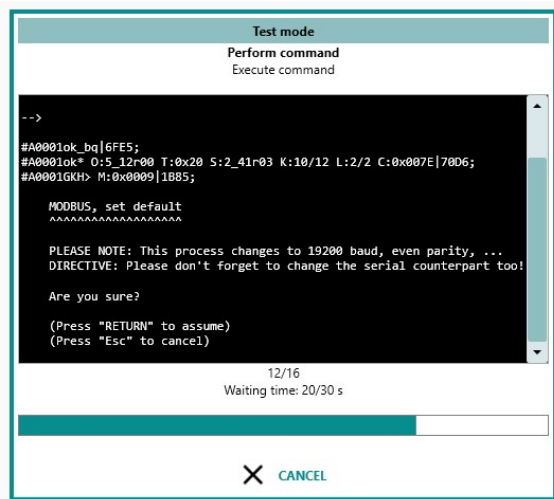 Test mode
Perform command
Execute command
-->
#A0001ok_bq|6FE5;
#A0001ok* O:5_12r00 T:0x20 S:2_41r03 K:10/12 L:2/2 C:0x007E|70D6;
#A0001GKH> M:0x0009|1B85;
MODBUS, set default
^^^^^^^^^^^^^^^^^^^
PLEASE NOTE: This process changes to 19200 baud, even parity, ...
DIRECTIVE: Please don't forget to change the serial counterpart too!
Are you sure?
(Press "RETURN" to assume)
(Press "Esc" to cancel)
12/16
Waiting time: 20/30 s
CANCEL